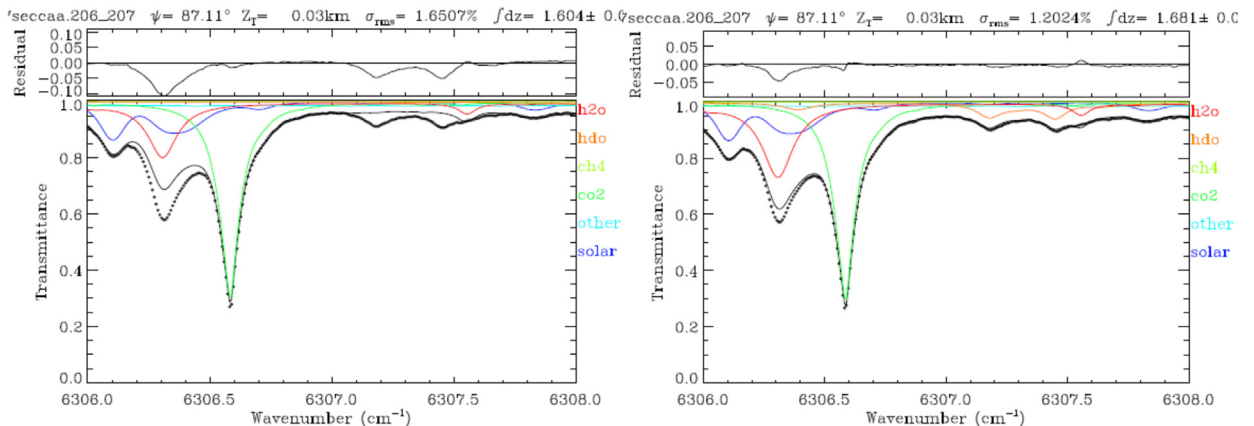 'seccaa.206_207 ψ= 87.11° Z_T= 0.03km σ_rms= 1.6507% ∫dz= 1.604±
Residual
0.10
0.05
0.00
−0.05
−0.10
Transmittance
1.0
0.8
0.6
0.4
0.2
0.0
6306.0 6306.5 6307.0 6307.5 6308.0
Wavenumber (cm⁻¹)
h2o
hdo
ch4
co2
other
solar
seccaa.206_207 ψ= 87.11° Z_T= 0.03km σ_rms= 1.2024% ∫dz= 1.681± 0.0
Residual
0.05
0.00
−0.05
Transmittance
1.0
0.8
0.6
0.4
0.2
0.0
6306.0 6306.5 6307.0 6307.5 6308.0
Wavenumber (cm⁻¹)
h2o
hdo
ch4
co2
other
solar